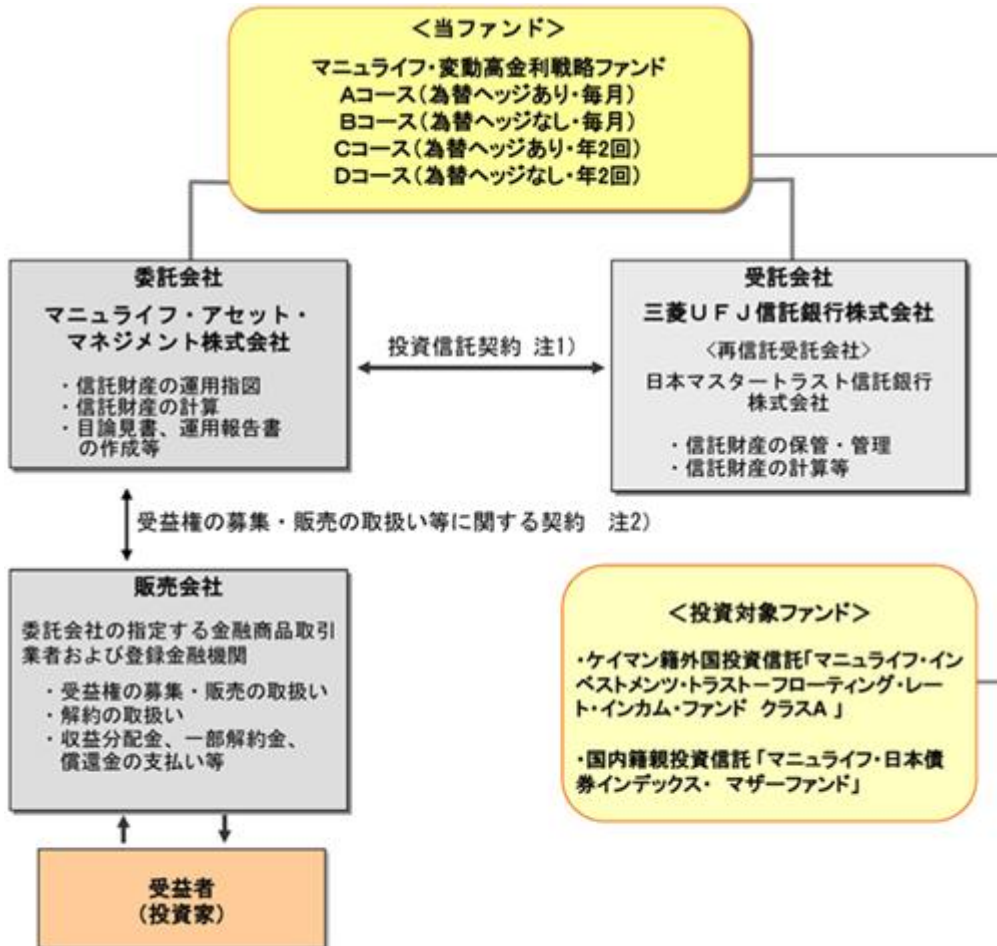 ＜当ファンド＞
マニュライフ・変動高金利戦略ファンド
Aコース(為替ヘッジあり・毎月)
Bコース(為替ヘッジなし・毎月)
Cコース(為替ヘッジあり・年2回)
Dコース(為替ヘッジなし・年2回)
委託会社
マニュライフ・アセット・
マネジメント株式会社
・信託財産の運用指図
・信託財産の計算
・目論見書、運用報告書
の作成等
投資信託契約 注1)
受託会社
三菱ＵＦＪ信託銀行株式会社
〈再信託受託会社〉
日本マスタートラスト信託銀行
株式会社
・信託財産の保管・管理
・信託財産の計算等
受益権の募集・販売の取扱い等に関する契約 注2)
販売会社
委託会社の指定する金融商品取引
業者および登録金融機関
・受益権の募集・販売の取扱い
・解約の取扱い
・収益分配金、一部解約金、
償還金の支払い等
＜投資対象ファンド＞
・ケイマン籍外国投資信託「マニュライフ・イン
ベストメンツ・トラストーフローティング・レー
ト・インカム・ファンド クラスA 」
・国内籍親投資信託「マニュライフ・日本債
券インデックス・ マザーファンド」
受益者
(投資家)